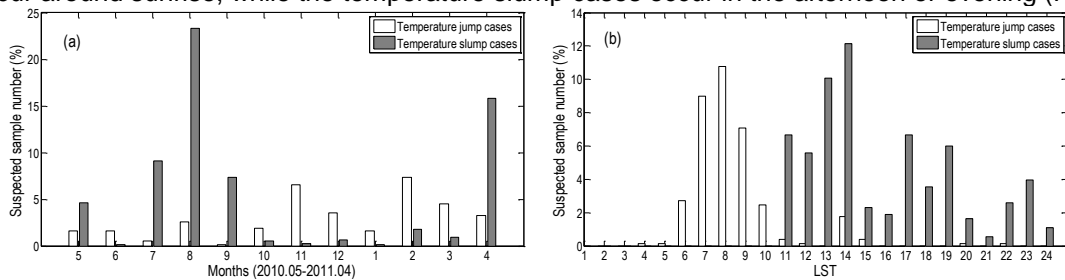 our around sunrise, while the temperature slump cases occur in the afternoon or evening (
(a)
Temperature jump cases
Temperature slump cases
Suspected sample number (%)
25
20
15
10
5
0
5 6 7 8 9 10 11 12 1 2 3 4
Months (2010.05-2011.04)
(b)
Temperature jump cases
Temperature slump cases
Suspected sample number (%)
14
12
10
8
6
4
2
0
1 2 3 4 5 6 7 8 9 10 11 12 13 14 15 16 17 18 19 20 21 22 23 24
LST